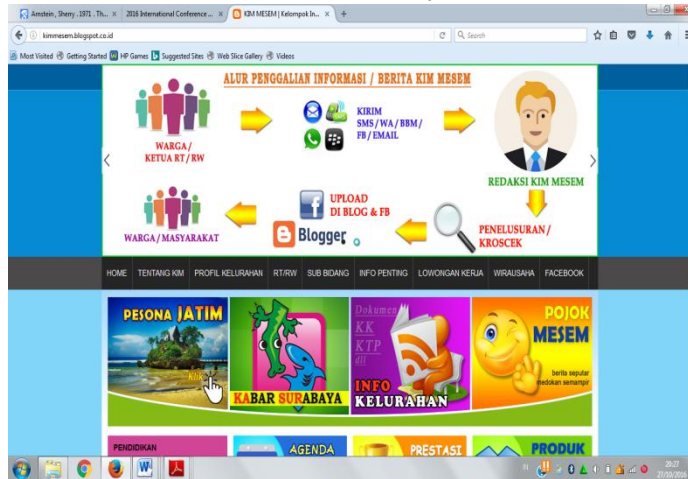 Arnstein, Sherry .1971 . Th...
2016 International Conference ...
KIM MESEM | Kelompok In...
kimmesem.blogspot.co.id
Search
Most Visited Getting Started HP Games Suggested Sites Web Slice Gallery Videos
ALUR PENGGALIAN INFORMASI / BERITA KIM MESEM
WARGA /
KETUA RT / RW
KIRIM
SMS / WA / BBM /
FB / EMAIL
REDAKSI KIM MESEM
WARGA / MASYARAKAT
UPLOAD
DI BLOG & FB
Blogger
PENELUSURAN /
KROSCEK
HOME TENTANG KIM PROFIL KELURAHAN RT/RW SUB BIDANG INFO PENTING LOWONGAN KERJA WIRAUSAHA FACEBOOK
PESONA JATIM
klik
KABAR SURABAYA
Dokumen
KK
KTP
dll
INFO
KELURAHAN
POJOK
MESEM
berita seputar
medokan semampir
PENDIDIKAN
AGENDA
PRESTASI
PRODUK
20:27
27/10/2016